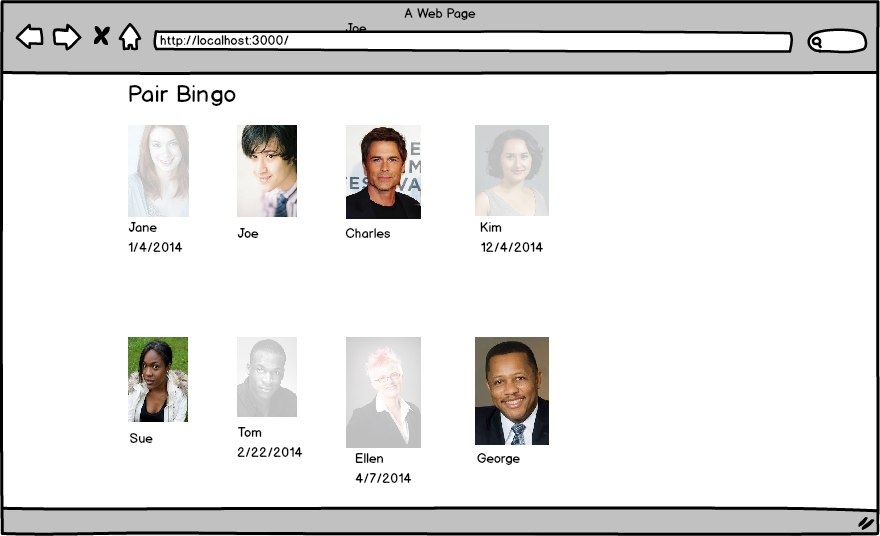 A Web Page
Joe
http://localhost:3000/
Pair Bingo
Jane
1/4/2014
Joe
Charles
Kim
12/4/2014
Sue
Tom
2/22/2014
Ellen
4/7/2014
George